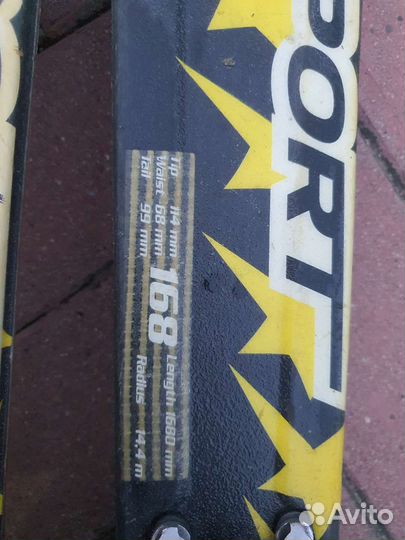 PORT
Tip 114 mm
Waist 68 mm
Tail 99 mm
168
Length 1680 mm
Radius 14.4 m
Avito